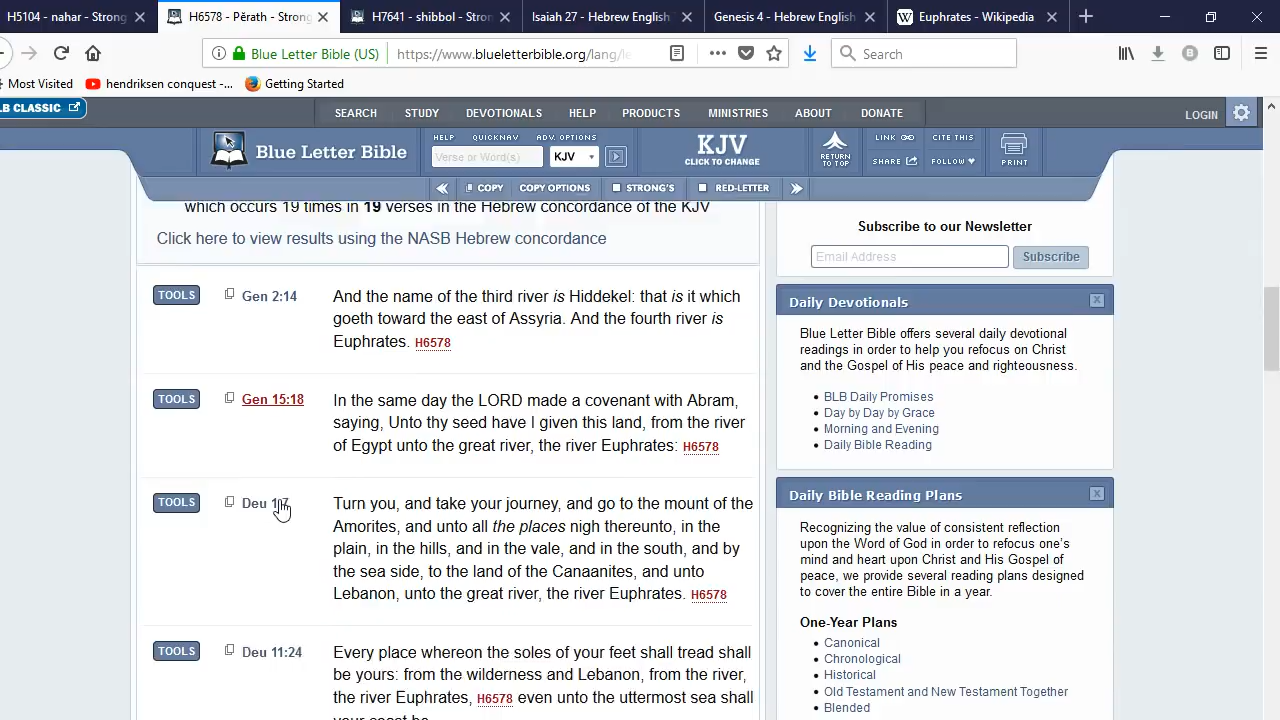 H5104 - nahar - Strong
H6578 - Pĕrath - Strong
H7641 - shibbol - Stron
Isaiah 27 - Hebrew English
Genesis 4 - Hebrew English
Euphrates - Wikipedia
Blue Letter Bible (US)
https://www.blueletterbible.org/lang/le
Search
Most Visited
hendriksen conquest -...
Getting Started
LB CLASSIC
SEARCH STUDY DEVOTIONALS HELP PRODUCTS MINISTRIES ABOUT DONATE
LOGIN
Blue Letter Bible
HELP QUICKNAV ADV. OPTIONS
Verse or Word(s)
KJV
KJV
CLICK TO CHANGE
RETURN
TO TOP
LINK
CITE THIS
SHARE
FOLLOW
PRINT
COPY COPY OPTIONS STRONG'S RED-LETTER
which occurs 19 times in 19 verses in the Hebrew concordance of the KJV
Click here to view results using the NASB Hebrew concordance
TOOLS
Gen 2:14
And the name of the third river is Hiddekel: that is it which
goeth toward the east of Assyria. And the fourth river is
Euphrates. H6578
TOOLS
Gen 15:18
In the same day the LORD made a covenant with Abram,
saying, Unto thy seed have I given this land, from the river
of Egypt unto the great river, the river Euphrates: H6578
TOOLS
Deu 1:7
Turn you, and take your journey, and go to the mount of the
Amorites, and unto all the places nigh thereunto, in the
plain, in the hills, and in the vale, and in the south, and by
the sea side, to the land of the Canaanites, and unto
Lebanon, unto the great river, the river Euphrates. H6578
TOOLS
Deu 11:24
Every place whereon the soles of your feet shall tread shall
be yours: from the wilderness and Lebanon, from the river,
the river Euphrates, H6578 even unto the uttermost sea shall
your coast be.
Subscribe to our Newsletter
Email Address
Subscribe
Daily Devotionals
Blue Letter Bible offers several daily devotional
readings in order to help you refocus on Christ
and the Gospel of His peace and righteousness.
BLB Daily Promises
Day by Day by Grace
Morning and Evening
Daily Bible Reading
Daily Bible Reading Plans
Recognizing the value of consistent reflection
upon the Word of God in order to refocus one's
mind and heart upon Christ and His Gospel of
peace, we provide several reading plans designed
to cover the entire Bible in a year.
One-Year Plans
Canonical
Chronological
Historical
Old Testament and New Testament Together
Blended